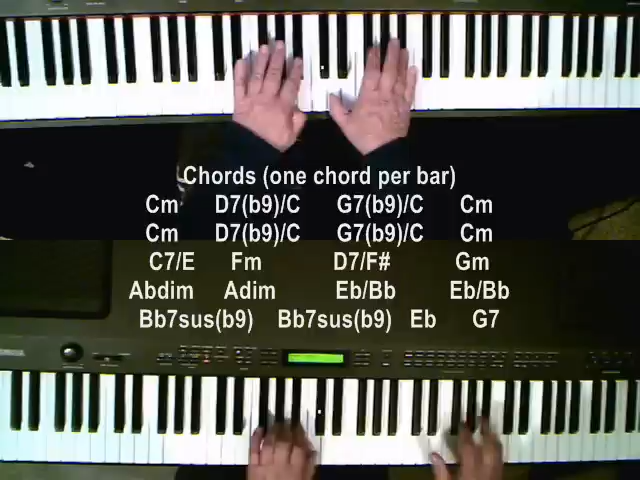 Chords (one chord per bar)
Cm D7(b9)/C G7(b9)/C Cm
Cm D7(b9)/C G7(b9)/C Cm
C7/E Fm D7/F# Gm
Abdim Adim Eb/Bb Eb/Bb
Bb7sus(b9) Bb7sus(b9) Eb G7